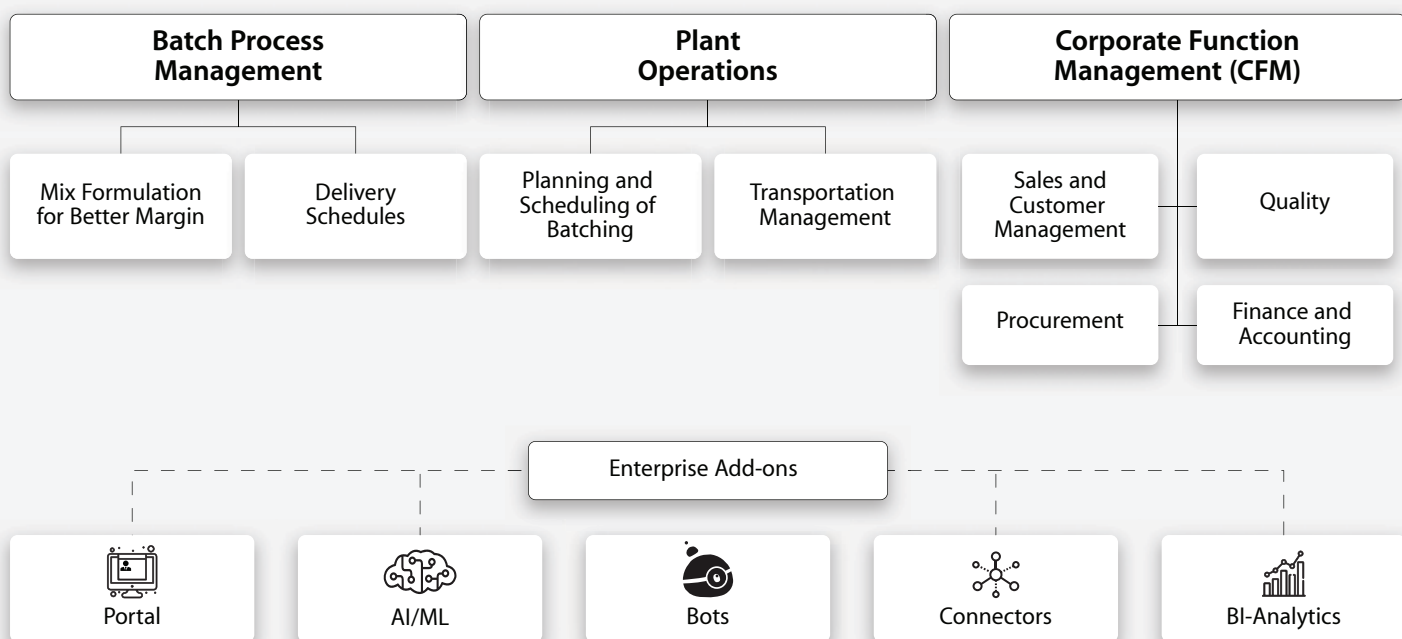 Batch Process
Management
Plant
Operations
Corporate Function
Management (CFM)
Mix Formulation
for Better Margin
Delivery
Schedules
Planning and
Scheduling of
Batching
Transportation
Management
Sales and
Customer
Management
Quality
Procurement
Finance and
Accounting
Enterprise Add-ons
Portal
AI/ML
Bots
Connectors
BI-Analytics